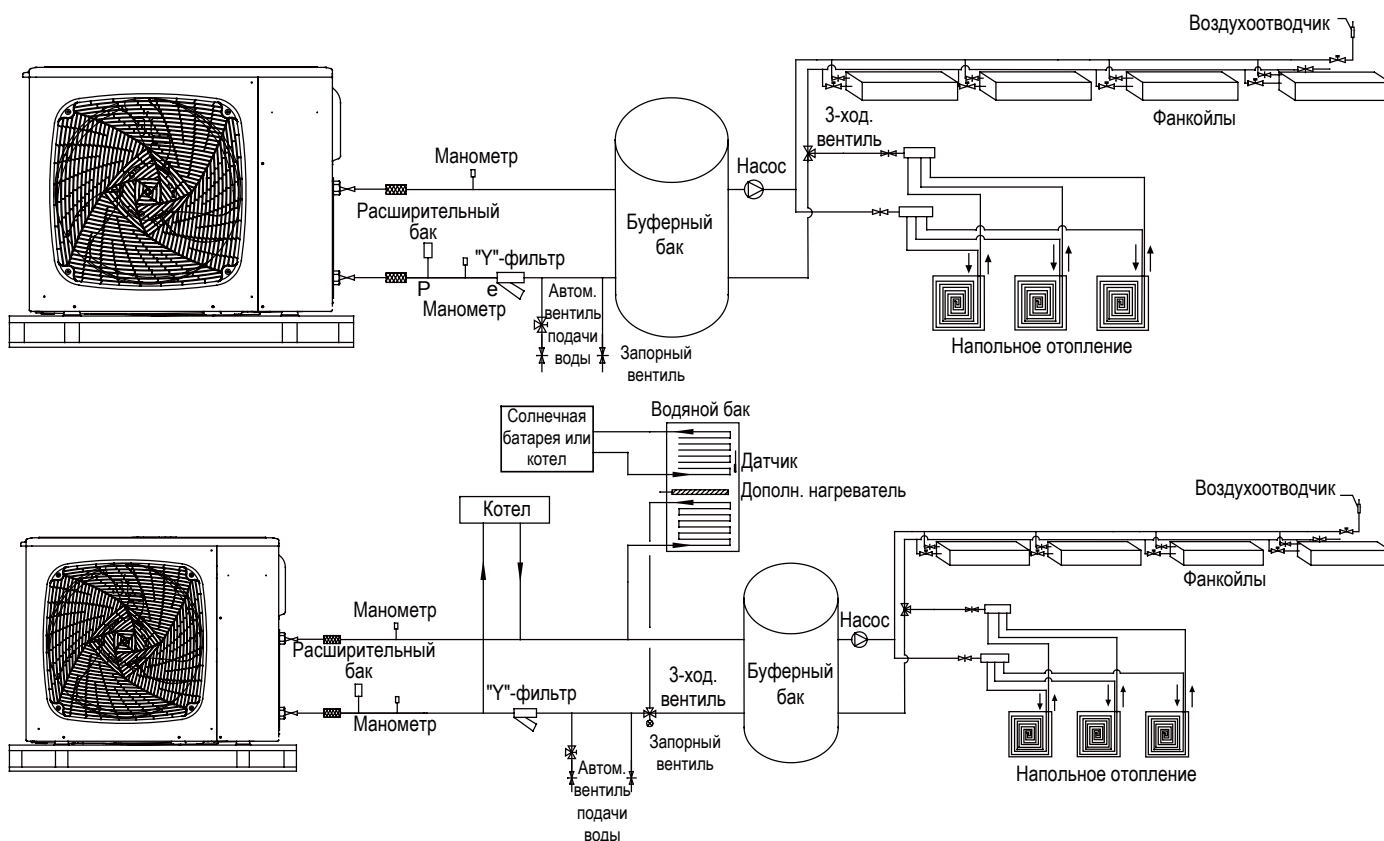 Воздухоотводчик
3-ход.
вентиль
Фанкойлы
Манометр
Насос
Расширительный
бак
Буферный
бак
"Y"-фильтр
P
e
Манометр
Автом.
вентиль
подачи
воды
Запорный
вентиль
Напольное отопление
Солнечная
батарея или
котел
Водяной бак
Датчик
Дополн. нагреватель
Котел
Воздухоотводчик
Фанкойлы
Манометр
Насос
Расширительный
бак
3-ход.
вентиль
Буферный
бак
"Y"-фильтр
Манометр
Запорный
вентиль
Автом.
вентиль
подачи
воды
Напольное отопление